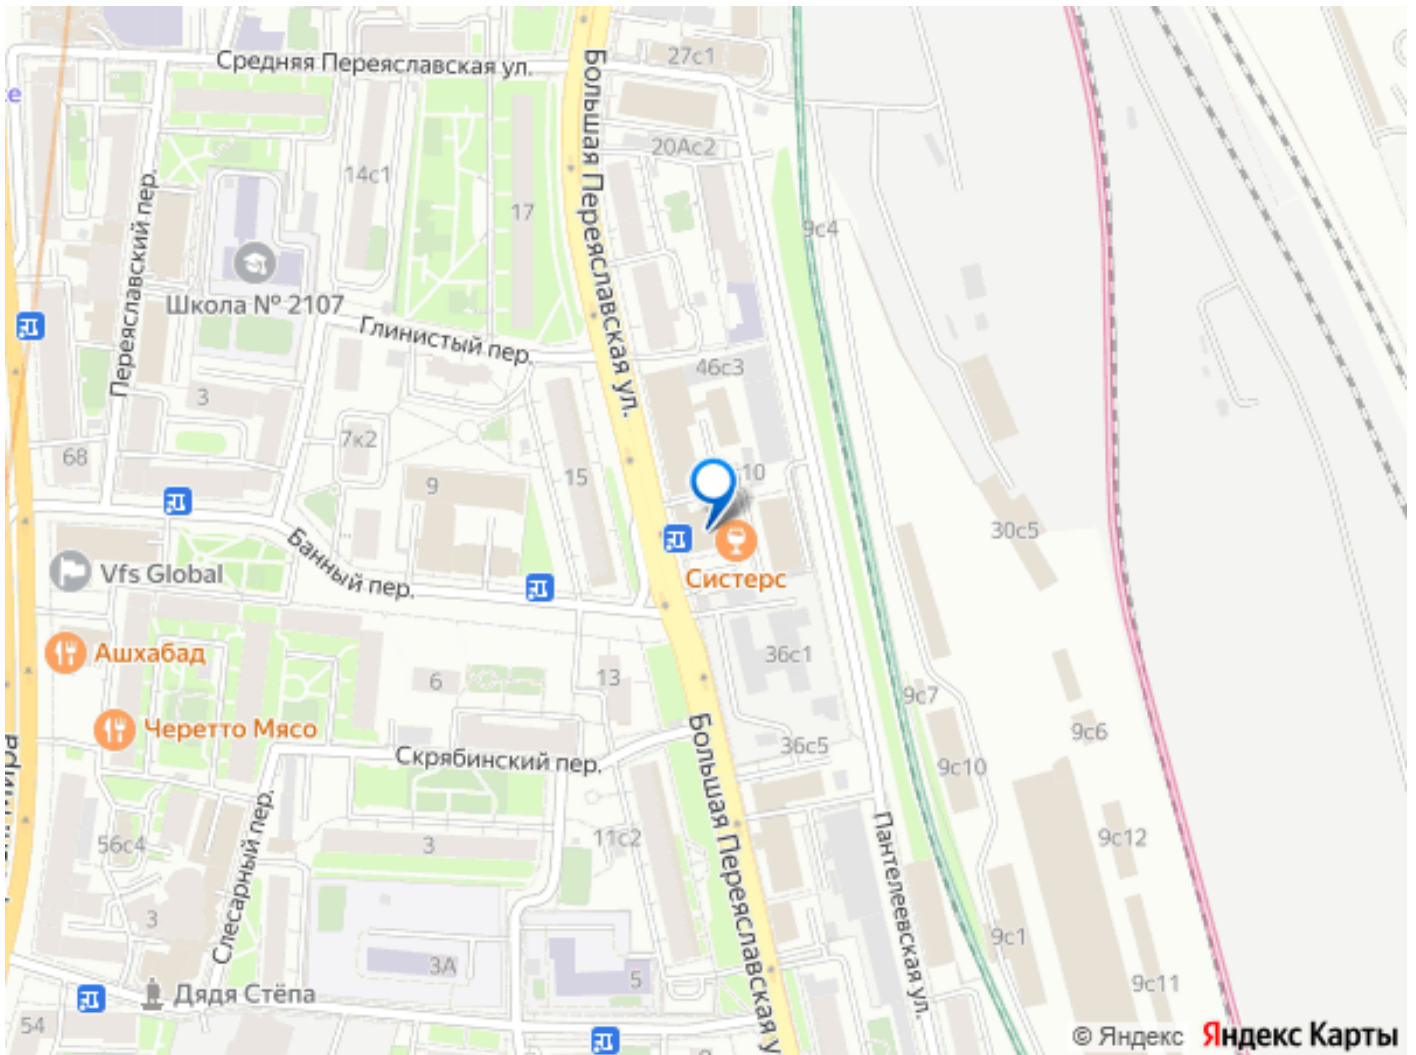 Средняя Переяславская ул.
27с1
Большая Переяславская ул.
20Ас2
14с1
17
Переяславский пер.
9с4
Школа № 2107
Глинистый пер.
46с3
3
7к2
68
15
9
10
30с5
Банный пер.
Vfs Global
Систерс
Ашхабад
36с1
6
13
9с7
Черетто Мясо
9с6
Большая Переяславская у
Скрябинский пер.
36с5
9с10
Слесарный пер.
56с4
3
11с2
Пантелеевская ул.
9с12
3
9с1
3А
5
9с11
Дядя Стёпа
54
9
© Яндекс Яндекс Карты